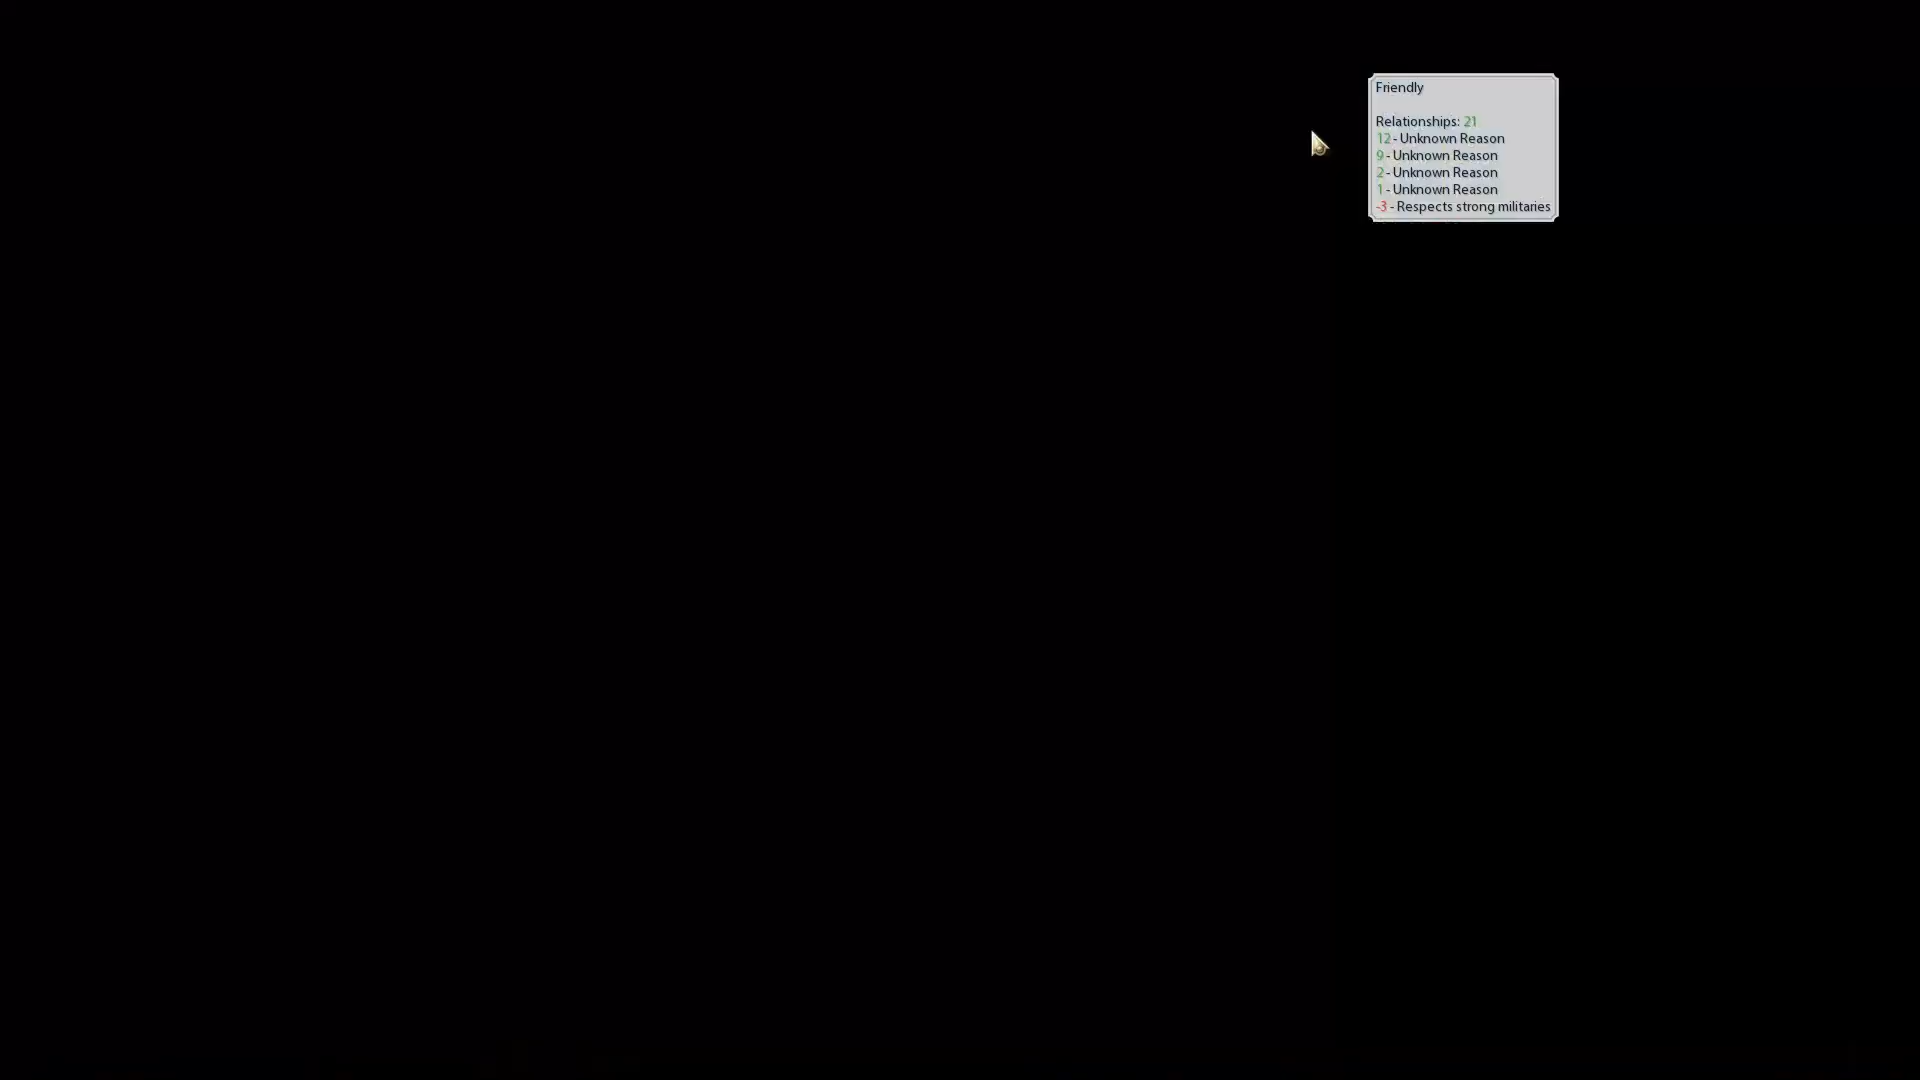 Friendly
Relationships: 21
12 - Unknown Reason
9 - Unknown Reason
2 - Unknown Reason
1 - Unknown Reason
-3 - Respects strong militaries